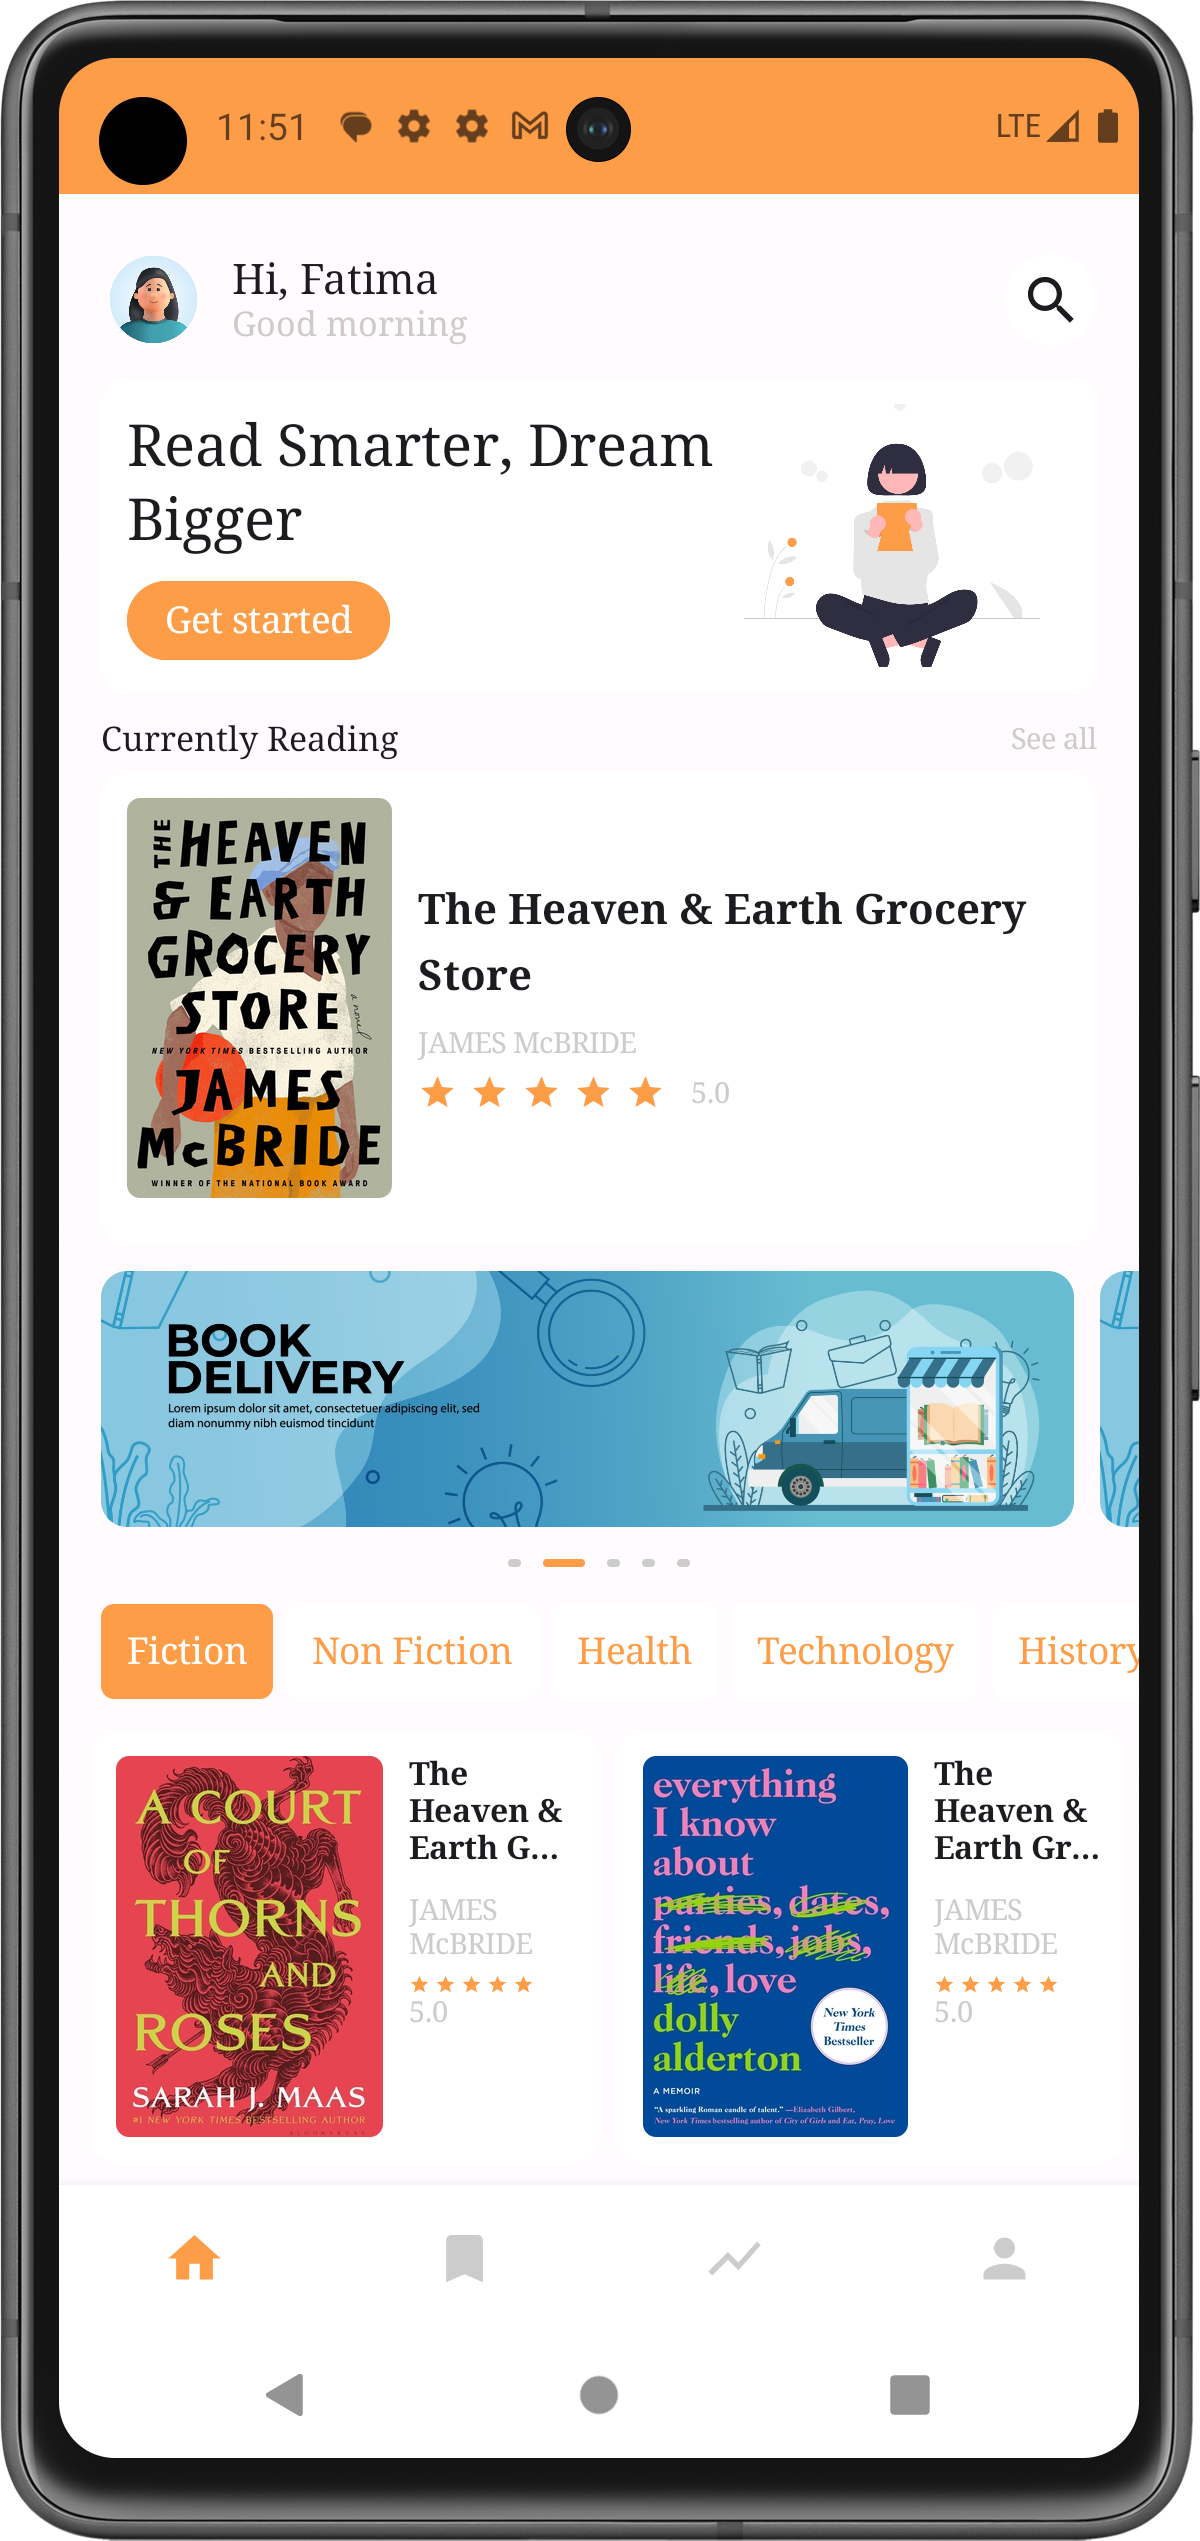 11:51
LTE
Hi, Fatima
Good morning
Read Smarter, Dream
Bigger
Get started
Currently Reading
See all
THE HEAVEN
& EARTH
GROCERY
STORE
a novel
NEW YORK TIMES BESTSELLING AUTHOR
JAMES
McBRIDE
WINNER OF THE NATIONAL BOOK AWARD
The Heaven & Earth Grocery
Store
JAMES McBRIDE
5.0
BOOK
DELIVERY
Lorem ipsum dolor sit amet, consectetuer adipiscing elit, sed
diam nonummy nibh euismod tincidunt
Fiction
Non Fiction
Health
Technology
History
A COURT
OF
THORNS
AND
ROSES
SARAH J. MAAS
#1 NEW YORK TIMES BESTSELLING AUTHOR
BLOOMSBURY
The
Heaven &
Earth G...
JAMES
McBRIDE
5.0
everything
I know
about
parties, dates,
friends, jobs,
life, love
dolly
alderton
New York
Times
Bestseller
A MEMOIR
"A sparkling Roman candle of talent." —Elizabeth Gilbert,
New York Times bestselling author of City of Girls and Eat, Pray, Love
The
Heaven &
Earth Gr...
JAMES
McBRIDE
5.0